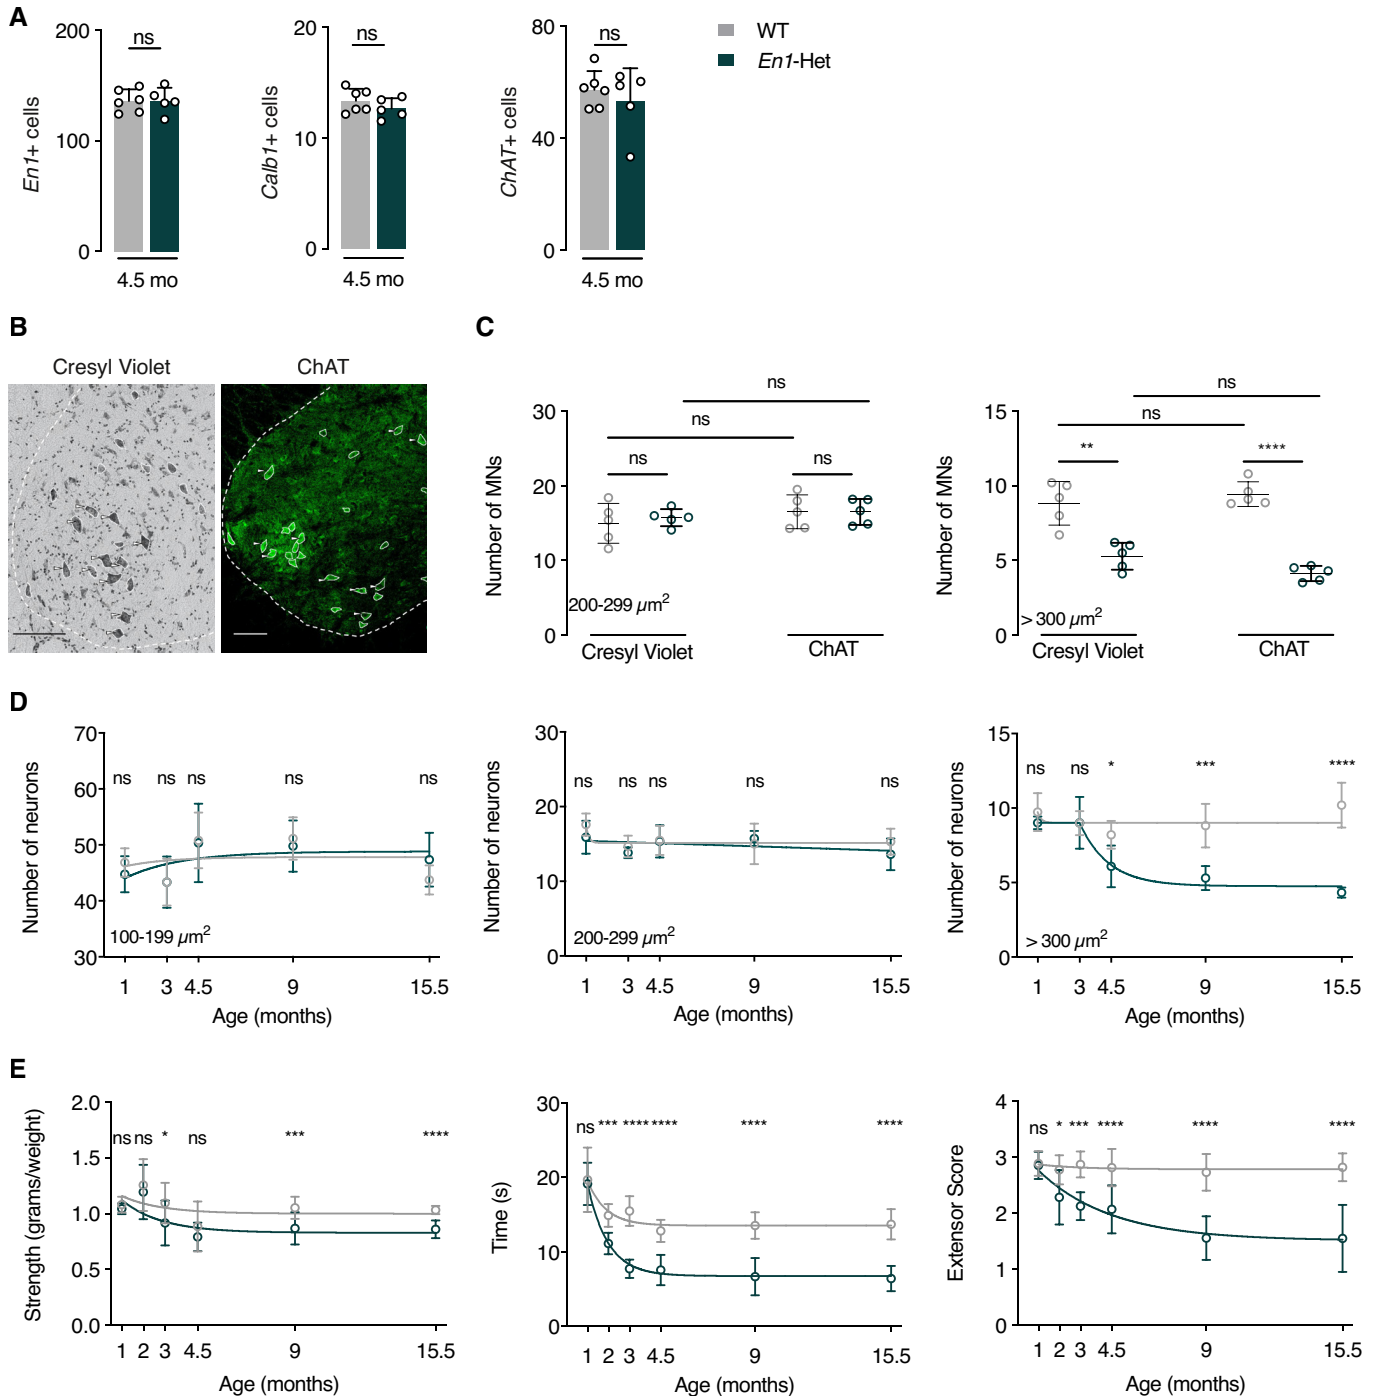 A
200
100
0
En1+ cells
ns
4.5 mo
20
10
0
Calb1+ cells
ns
4.5 mo
80
40
0
ChAT+ cells
ns
4.5 mo
WT
En1-Het
B
Cresyl Violet
ChAT
C
30
20
10
0
Number of MNs
ns
ns
ns
ns
200-299 µm²
Cresyl Violet
ChAT
15
10
5
0
Number of MNs
ns
ns
**
****
> 300 µm²
Cresyl Violet
ChAT
D
70
60
50
40
30
Number of neurons
ns ns ns ns ns
100-199 µm²
1 3 4.5 9 15.5
Age (months)
30
20
10
0
Number of neurons
ns ns ns ns ns
200-299 µm²
1 3 4.5 9 15.5
Age (months)
15
10
5
0
Number of neurons
ns ns * *** ****
> 300 µm²
1 3 4.5 9 15.5
Age (months)
E
2.0
1.5
1.0
0.5
0.0
Strength (grams/weight)
ns ns * ns *** ****
1 2 3 4.5 9 15.5
Age (months)
30
20
10
0
Time (s)
ns *** **** **** **** ****
1 2 3 4.5 9 15.5
Age (months)
4
3
2
1
0
Extensor Score
ns * *** **** **** ****
1 2 3 4.5 9 15.5
Age (months)